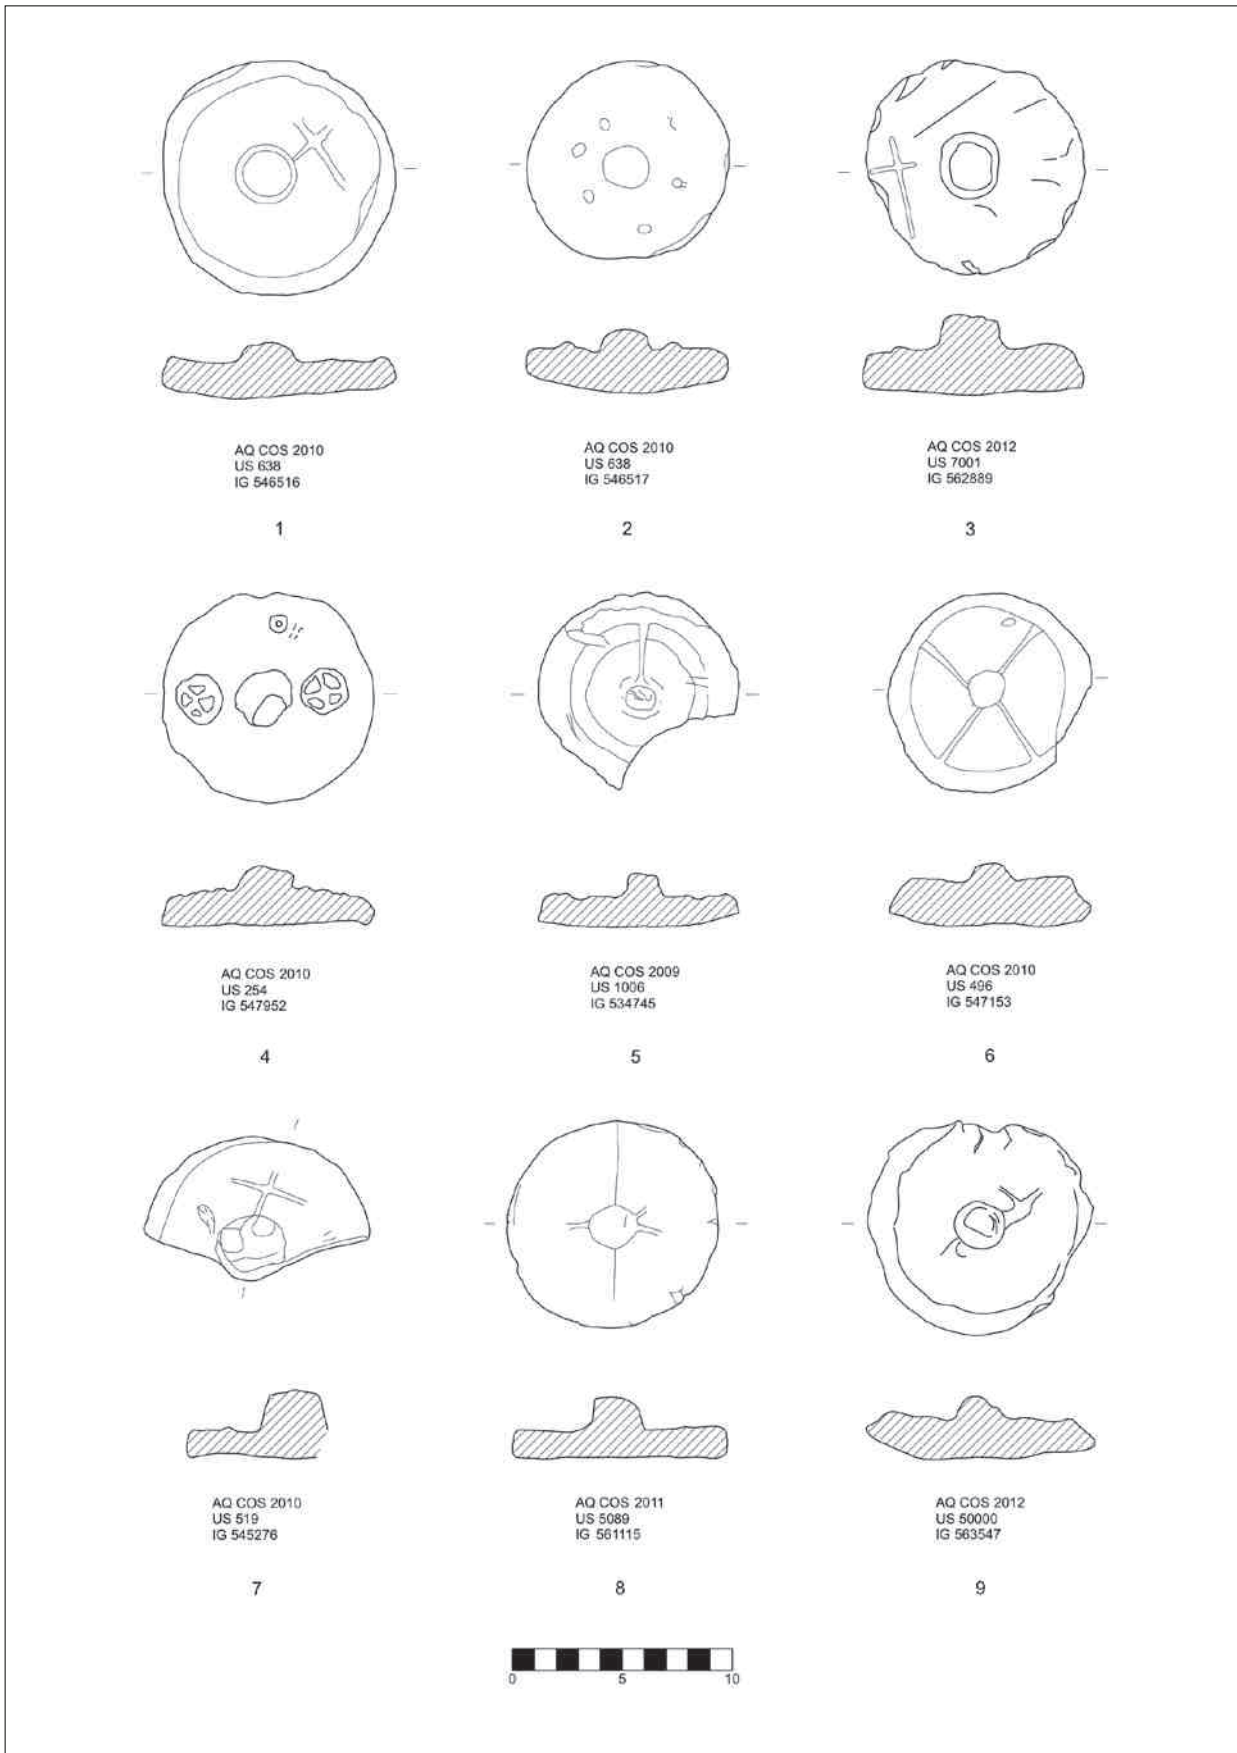 AQ COS 2010
US 638
IG 546516
1
AQ COS 2010
US 638
IG 546517
2
AQ COS 2012
US 7001
IG 562889
3
AQ COS 2010
US 254
IG 547952
4
AQ COS 2009
US 1006
IG 534745
5
AQ COS 2010
US 496
IG 547153
6
AQ COS 2010
US 519
IG 545276
7
AQ COS 2011
US 5089
IG 561115
8
AQ COS 2012
US 50000
IG 563547
9
0 5 10